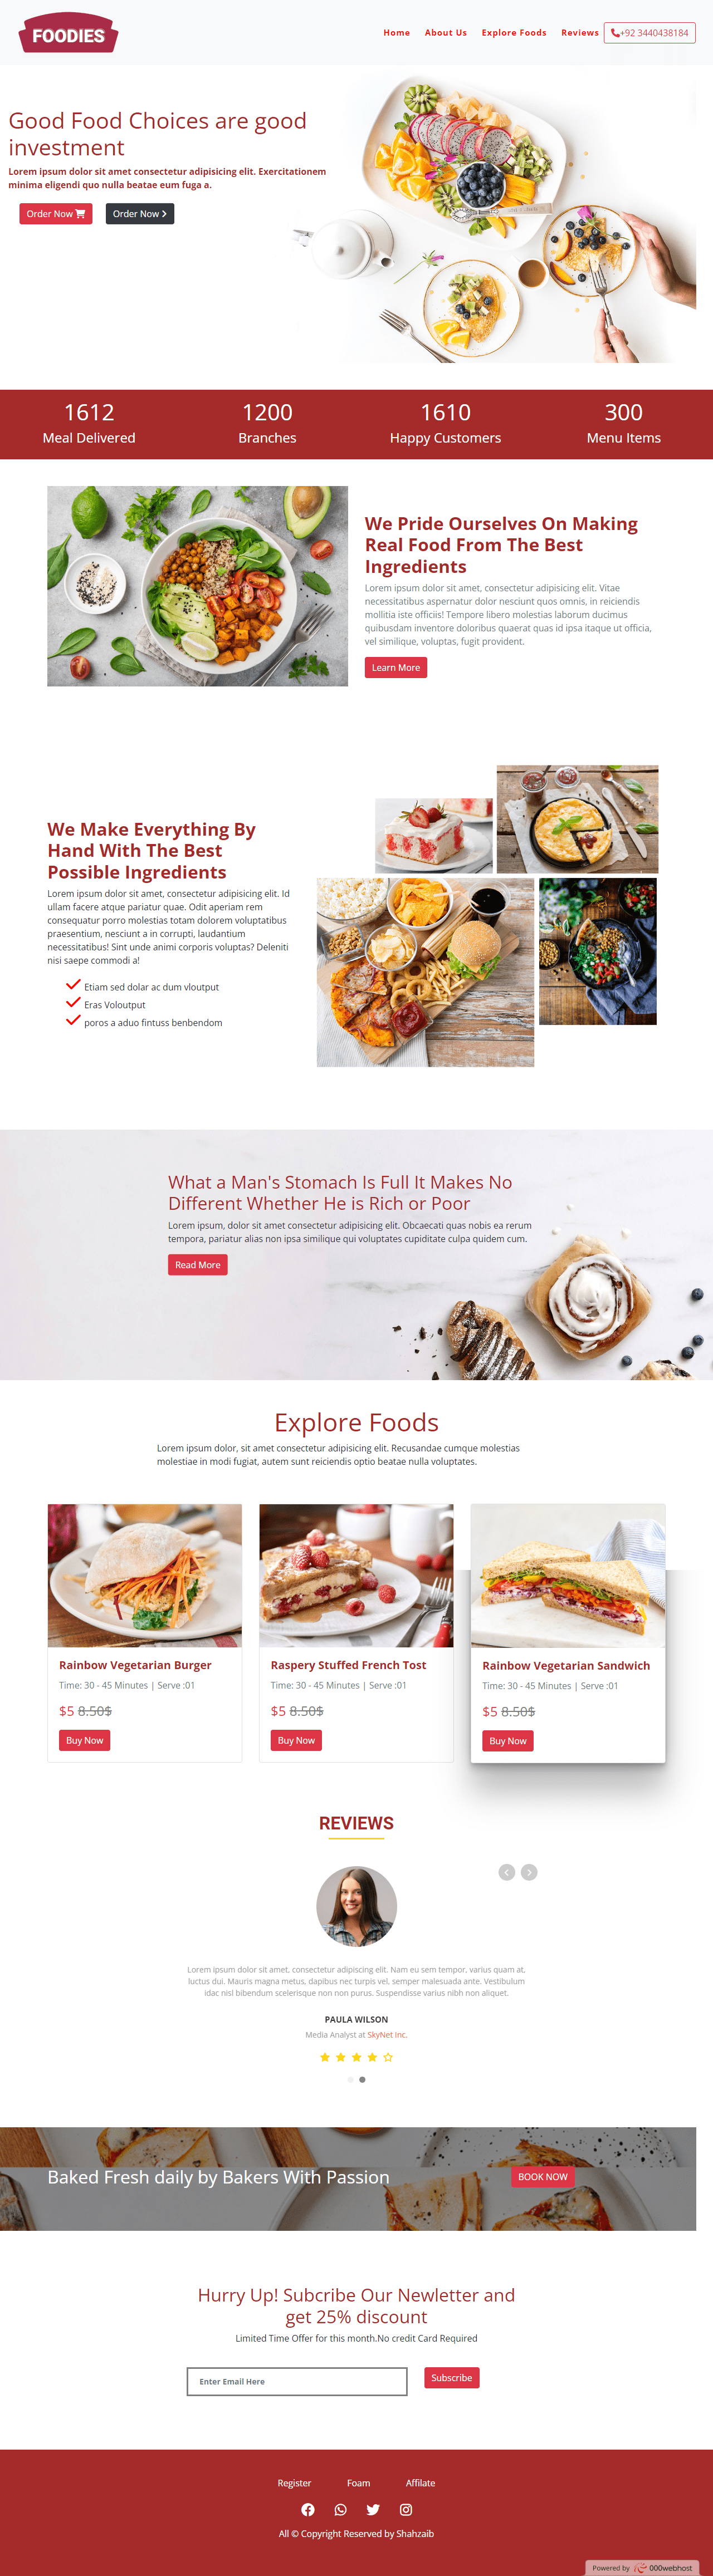 FOODIES
Home About Us Explore Foods Reviews +92 3440438184
Good Food Choices are good
investment
Lorem ipsum dolor sit amet consectetur adipisicing elit. Exercitationem
minima eligendi quo nulla beatae eum fuga a.
Order Now Order Now
1612 1200 1610 300
Meal Delivered Branches Happy Customers Menu Items
We Pride Ourselves On Making
Real Food From The Best
Ingredients
Lorem ipsum dolor sit amet, consectetur adipisicing elit. Vitae
necessitatibus aspernatur dolor nesciunt quos omnis, in reiciendis
mollitia iste officiis! Tempore libero molestias laborum ducimus
quibusdam inventore doloribus quaerat quas id ipsa itaque ut officia,
vel similique, voluptas, fugit provident.
Learn More
We Make Everything By
Hand With The Best
Possible Ingredients
Lorem ipsum dolor sit amet, consectetur adipisicing elit. Id
ullam facere atque pariatur quae. Odit aperiam rem
consequatur porro molestias totam dolorem voluptatibus
praesentium, nesciunt a in corrupti, laudantium
necessitatibus! Sint unde animi corporis voluptas? Deleniti
nisi saepe commodi a!
Etiam sed dolar ac dum vloutput
Eras Voloutput
poros a aduo fintuss benbendom
What a Man's Stomach Is Full It Makes No
Different Whether He is Rich or Poor
Lorem ipsum, dolor sit amet consectetur adipisicing elit. Obcaecati quas nobis ea rerum
tempora, pariatur alias non ipsa similique qui voluptates cupiditate culpa quidem cum.
Read More
Explore Foods
Lorem ipsum dolor, sit amet consectetur adipisicing elit. Recusandae cumque molestias
molestiae in modi fugiat, autem sunt reiciendis optio beatae nulla voluptates.
Rainbow Vegetarian Burger
Time: 30 - 45 Minutes | Serve :01
$5 8.50$
Buy Now
Raspery Stuffed French Tost
Time: 30 - 45 Minutes | Serve :01
$5 8.50$
Buy Now
Rainbow Vegetarian Sandwich
Time: 30 - 45 Minutes | Serve :01
$5 8.50$
Buy Now
REVIEWS
Lorem ipsum dolor sit amet, consectetur adipiscing elit. Nam eu sem tempor, varius quam at,
luctus dui. Mauris magna metus, dapibus nec turpis vel, semper malesuada ante. Vestibulum
idac nisl bibendum scelerisque non non purus. Suspendisse varius nibh non aliquet.
PAULA WILSON
Media Analyst at SkyNet Inc.
Baked Fresh daily by Bakers With Passion
BOOK NOW
Hurry Up! Subcribe Our Newletter and
get 25% discount
Limited Time Offer for this month.No credit Card Required
Enter Email Here
Subscribe
Register Foam Affilate
All © Copyright Reserved by Shahzaib
Powered by 000webhost